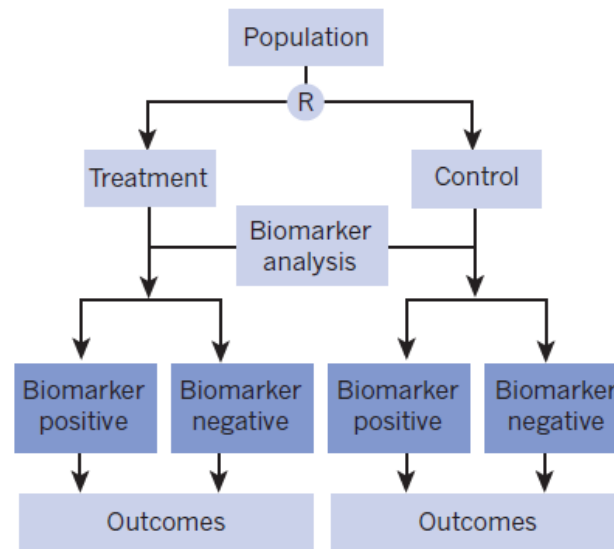 Population
R
Treatment
Control
Biomarker
analysis
Biomarker
positive
Biomarker
negative
Biomarker
positive
Biomarker
negative
Outcomes
Outcomes